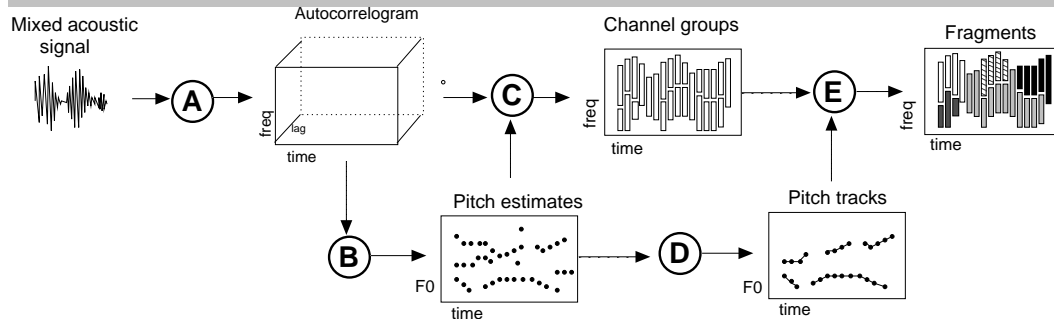 Mixed acoustic
signal
A
Autocorrelogram
freq
lag
time
C
Channel groups
freq
time
E
Fragments
freq
time
B
Pitch estimates
F0
time
D
Pitch tracks
F0
time